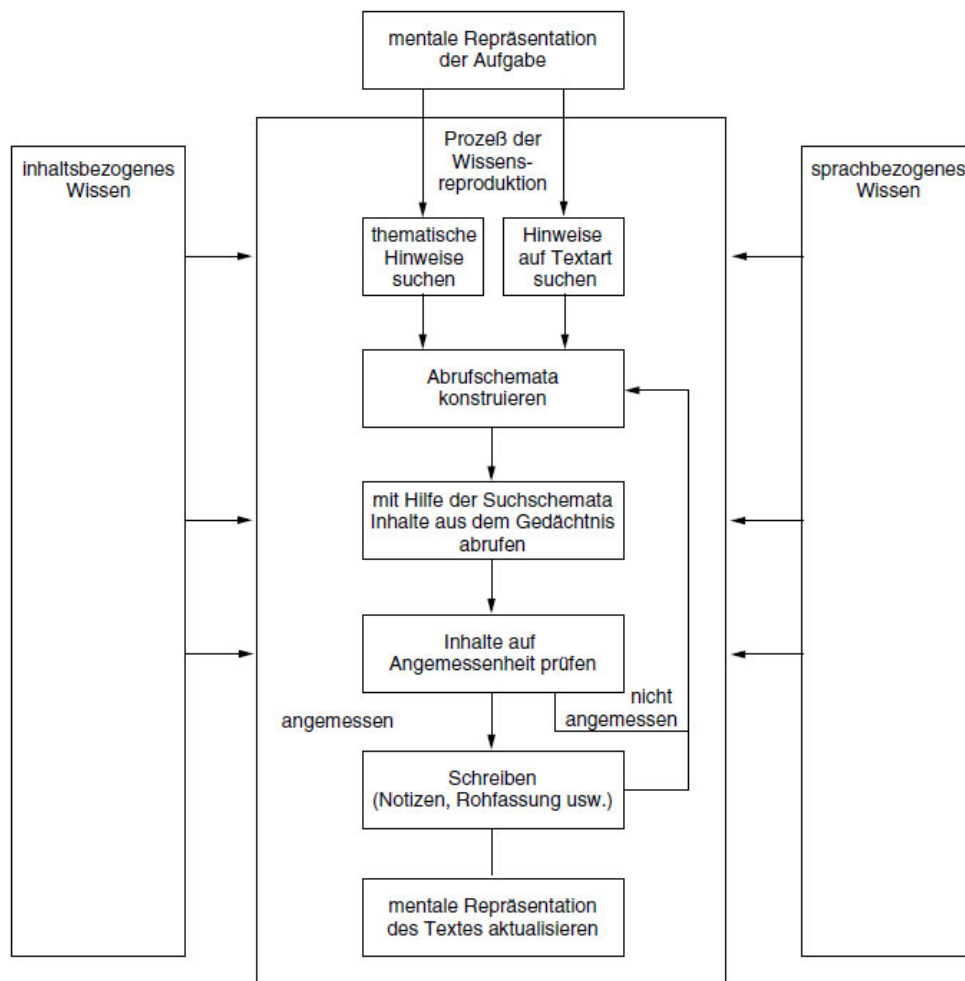 mentale Repräsentation
der Aufgabe
Prozeß der
Wissens-
reproduktion
inhaltsbezogenes
Wissen
sprachbezogenes
Wissen
thematische
Hinweise
suchen
Hinweise
auf Textart
suchen
Abrufschemata
konstruieren
mit Hilfe der Suchschemata
Inhalte aus dem Gedächtnis
abrufen
Inhalte auf
Angemessenheit prüfen
angemessen
nicht
angemessen
Schreiben
(Notizen, Rohfassung usw.)
mentale Repräsentation
des Textes aktualisieren